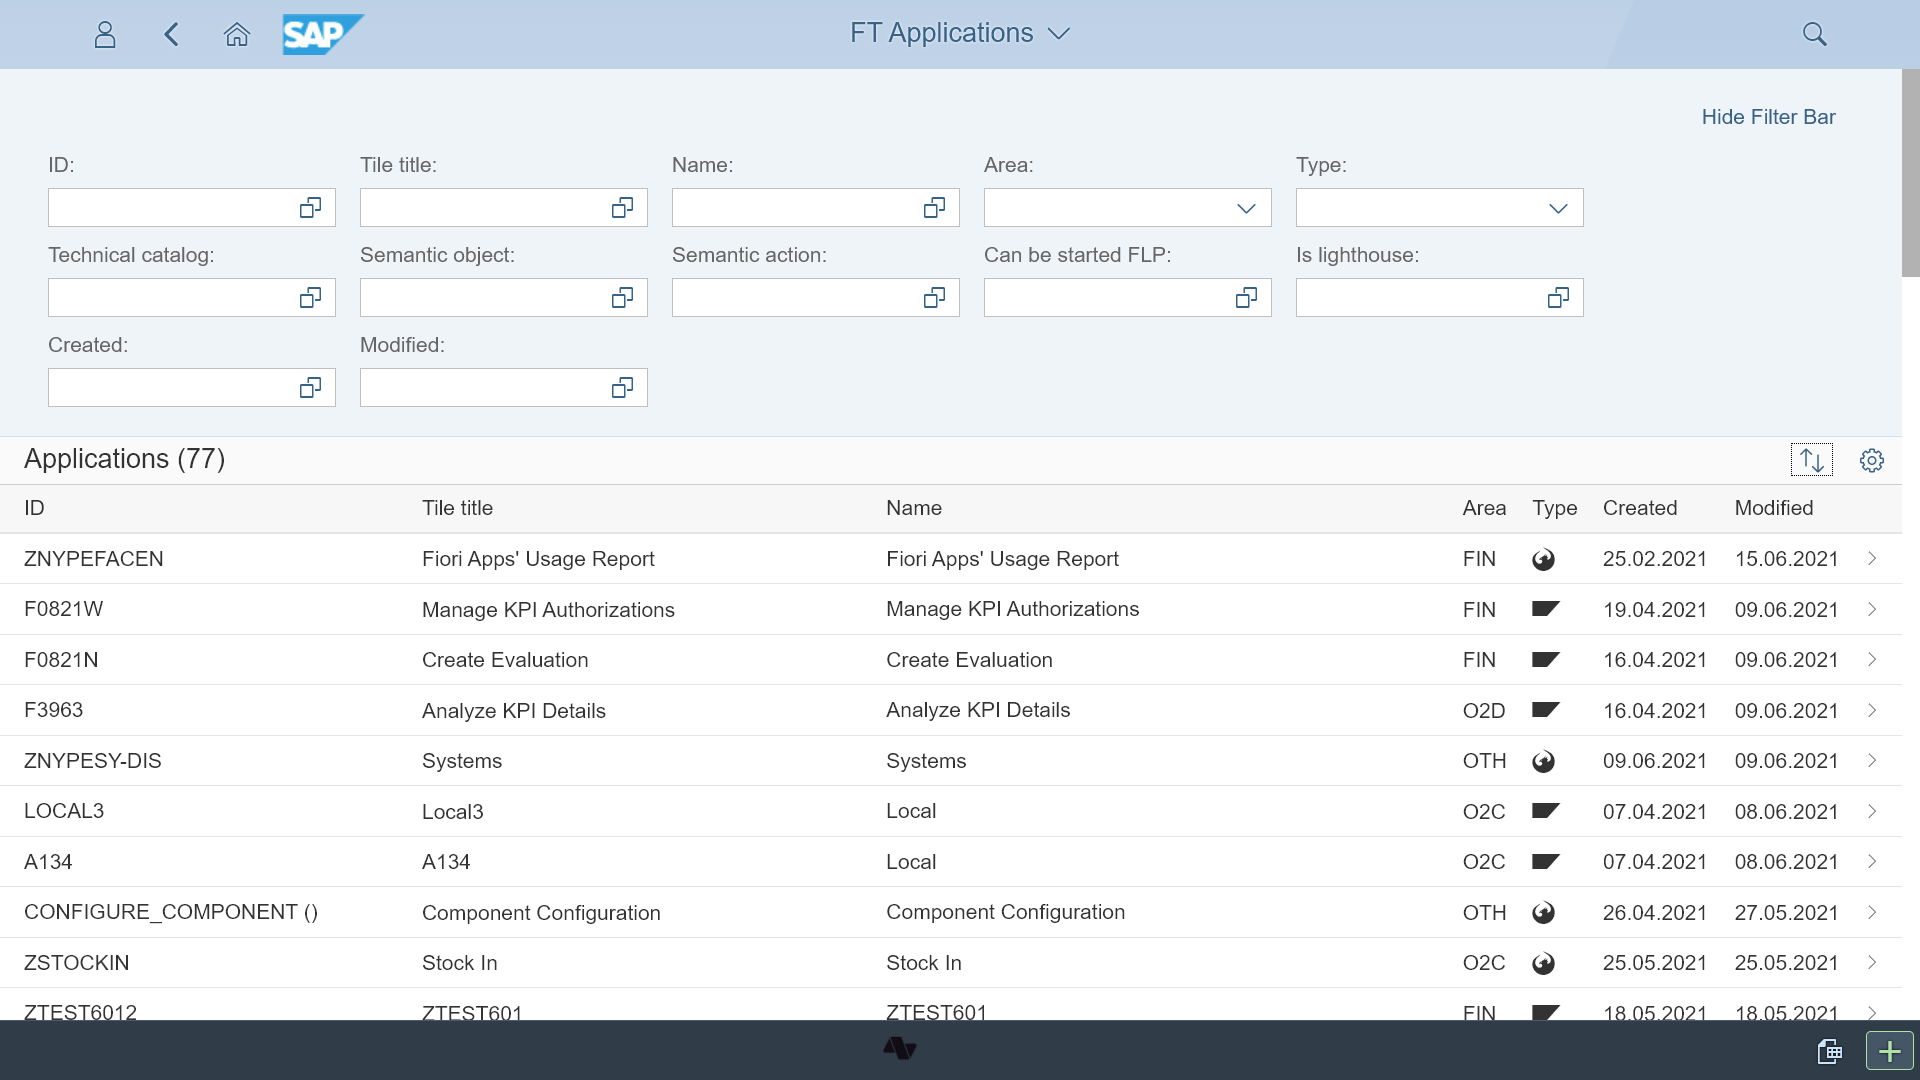 SAP
FT Applications
Hide Filter Bar
ID: Tile title: Name: Area: Type:
Technical catalog: Semantic object: Semantic action: Can be started FLP: Is lighthouse:
Created: Modified:
Applications (77)
ID Tile title Name Area Type Created Modified
ZNYPEFACEN Fiori Apps' Usage Report Fiori Apps' Usage Report FIN 25.02.2021 15.06.2021
F0821W Manage KPI Authorizations Manage KPI Authorizations FIN 19.04.2021 09.06.2021
F0821N Create Evaluation Create Evaluation FIN 16.04.2021 09.06.2021
F3963 Analyze KPI Details Analyze KPI Details O2D 16.04.2021 09.06.2021
ZNYPESY-DIS Systems Systems OTH 09.06.2021 09.06.2021
LOCAL3 Local3 Local O2C 07.04.2021 08.06.2021
A134 A134 Local O2C 07.04.2021 08.06.2021
CONFIGURE_COMPONENT () Component Configuration Component Configuration OTH 26.04.2021 27.05.2021
ZSTOCKIN Stock In Stock In O2C 25.05.2021 25.05.2021
ZTEST6012 ZTEST601 ZTEST601 FIN 18.05.2021 18.05.2021